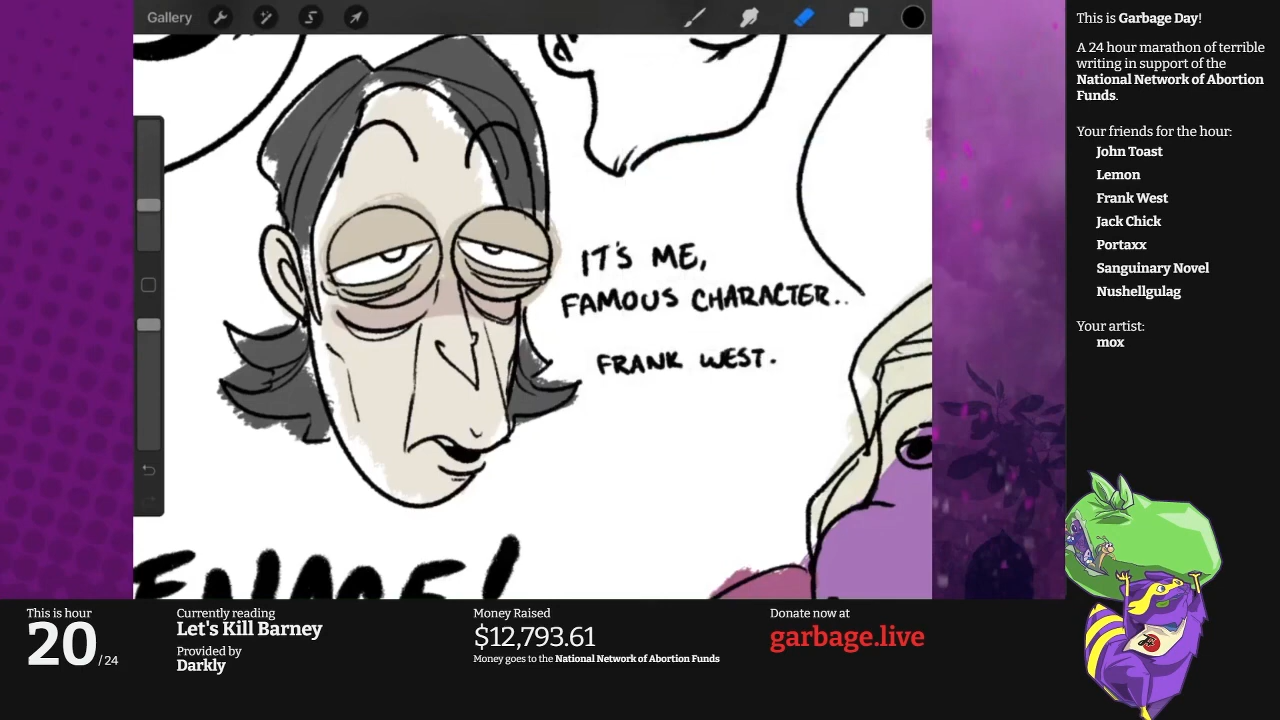 Gallery
IT'S ME,
FAMOUS CHARACTER..
FRANK WEST.
This is Garbage Day!
A 24 hour marathon of terrible
writing in support of the
National Network of Abortion
Funds.
Your friends for the hour:
John Toast
Lemon
Frank West
Jack Chick
Portaxx
Sanguinary Novel
Nushellgulag
Your artist:
mox
This is hour
20/24
Currently reading
Let's Kill Barney
Provided by
Darkly
Money Raised
$12,793.61
Money goes to the National Network of Abortion Funds
Donate now at
garbage.live